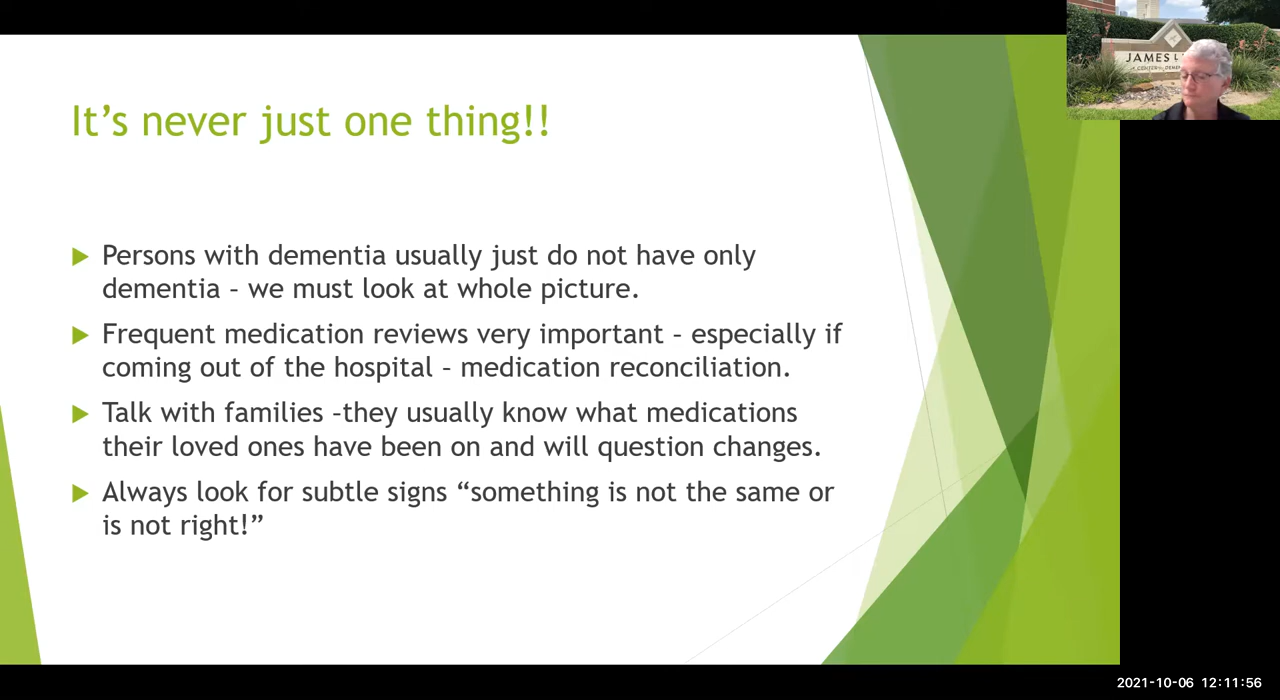 It's never just one thing!!
Persons with dementia usually just do not have only
dementia – we must look at whole picture.
Frequent medication reviews very important – especially if
coming out of the hospital – medication reconciliation.
Talk with families –they usually know what medications
their loved ones have been on and will question changes.
Always look for subtle signs “something is not the same or
is not right!”
JAMES L
2021-10-06 12:11:56